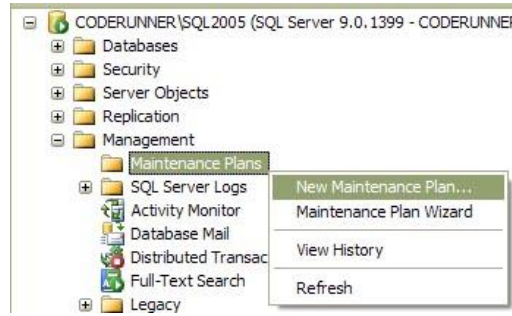 CODERUNNER\SQL2005 (SQL Server 9.0.1399 - CODERUNNER
Databases
Security
Server Objects
Replication
Management
Maintenance Plans
SQL Server Logs
Activity Monitor
Database Mail
Distributed Transac
Full-Text Search
Legacy
New Maintenance Plan...
Maintenance Plan Wizard
View History
Refresh